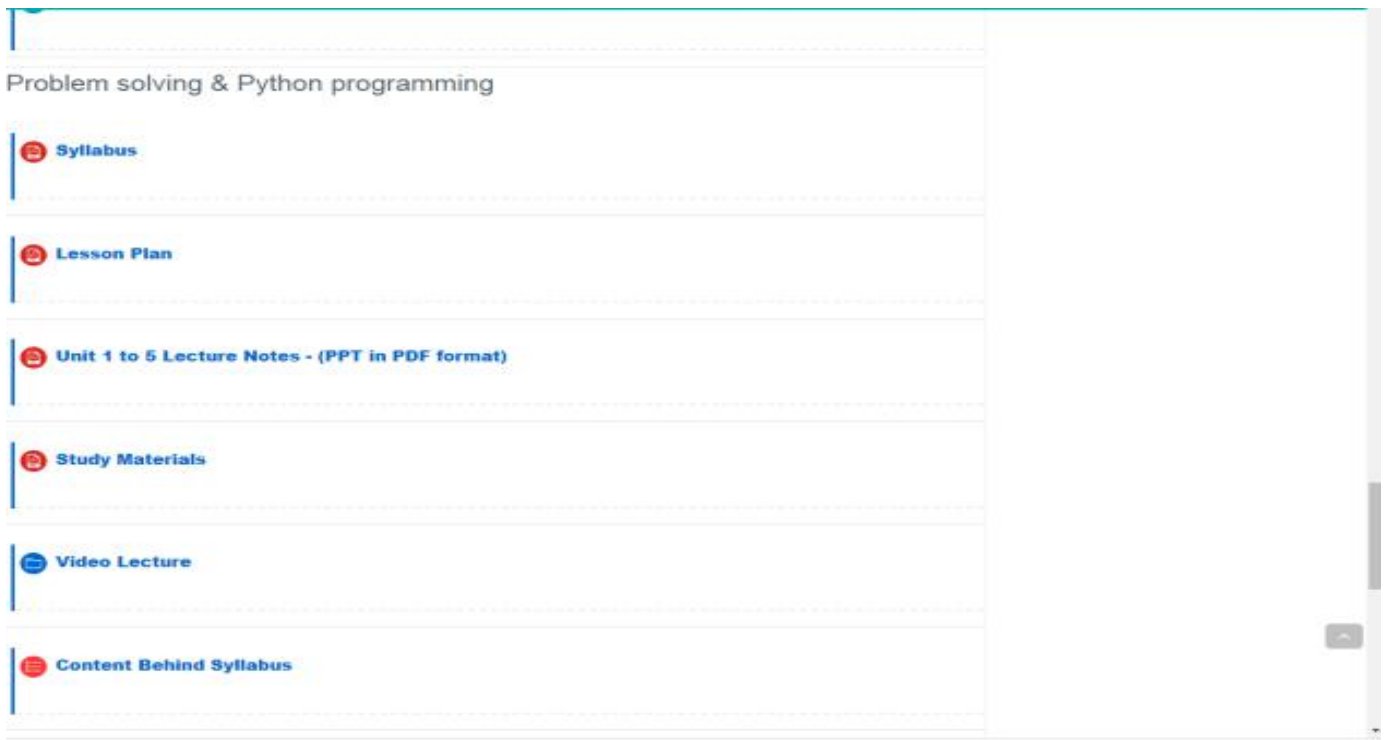 Problem solving & Python programming
Syllabus
Lesson Plan
Unit 1 to 5 Lecture Notes - (PPT in PDF format)
Study Materials
Video Lecture
Content Behind Syllabus